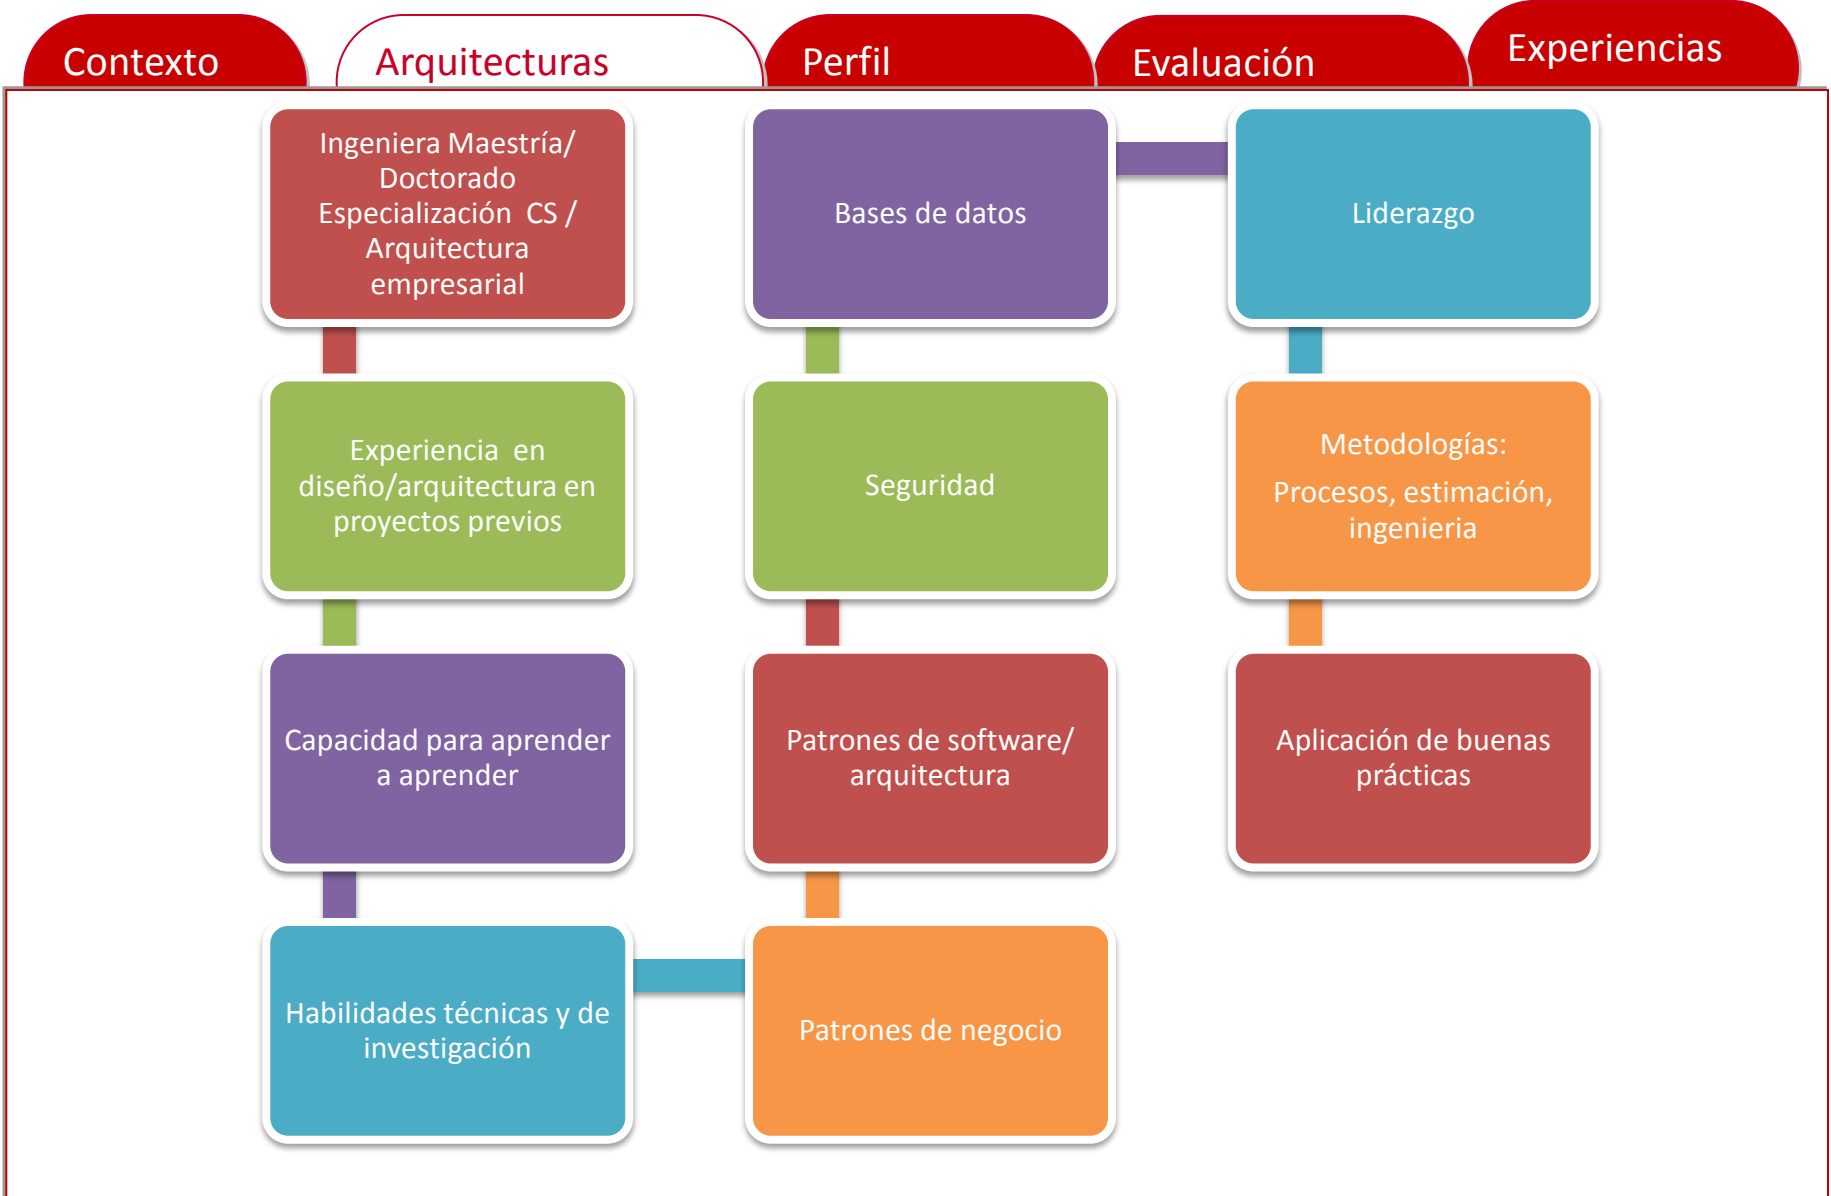 Contexto
Arquitecturas
Perfil
Evaluación
Experiencias
Ingeniera Maestría/
Doctorado
Especialización  CS /
Arquitectura
empresarial
Experiencia  en
diseño/arquitectura en
proyectos previos
Capacidad para aprender
a aprender
Habilidades técnicas y de
investigación
Patrones de negocio
Patrones de software/
arquitectura
Seguridad
Bases de datos
Liderazgo
Metodologías:
Procesos, estimación,
ingenieria
Aplicación de buenas
prácticas